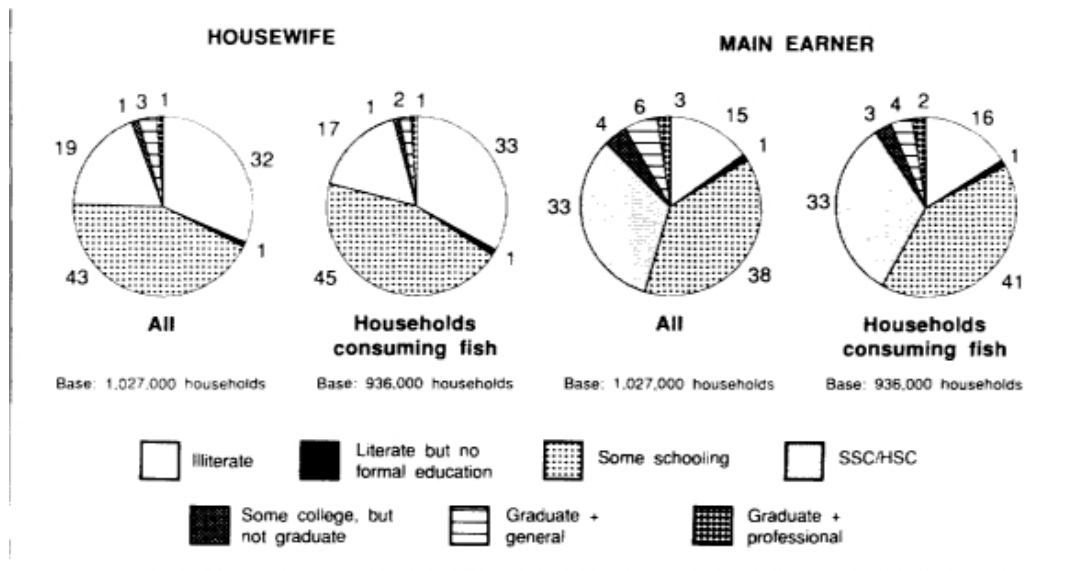 HOUSEWIFE
MAIN EARNER
1 3 1
19
32
1
43
All
Base: 1,027,000 households
1 2 1
17
33
1
45
Households
consuming fish
Base: 936,000 households
4 6 3
15
1
33
38
All
Base: 1,027,000 households
3 4 2
16
1
33
41
Households
consuming fish
Base: 936,000 households
Illiterate
Literate but no
formal education
Some schooling
SSC/HSC
Some college, but
not graduate
Graduate +
general
Graduate +
professional